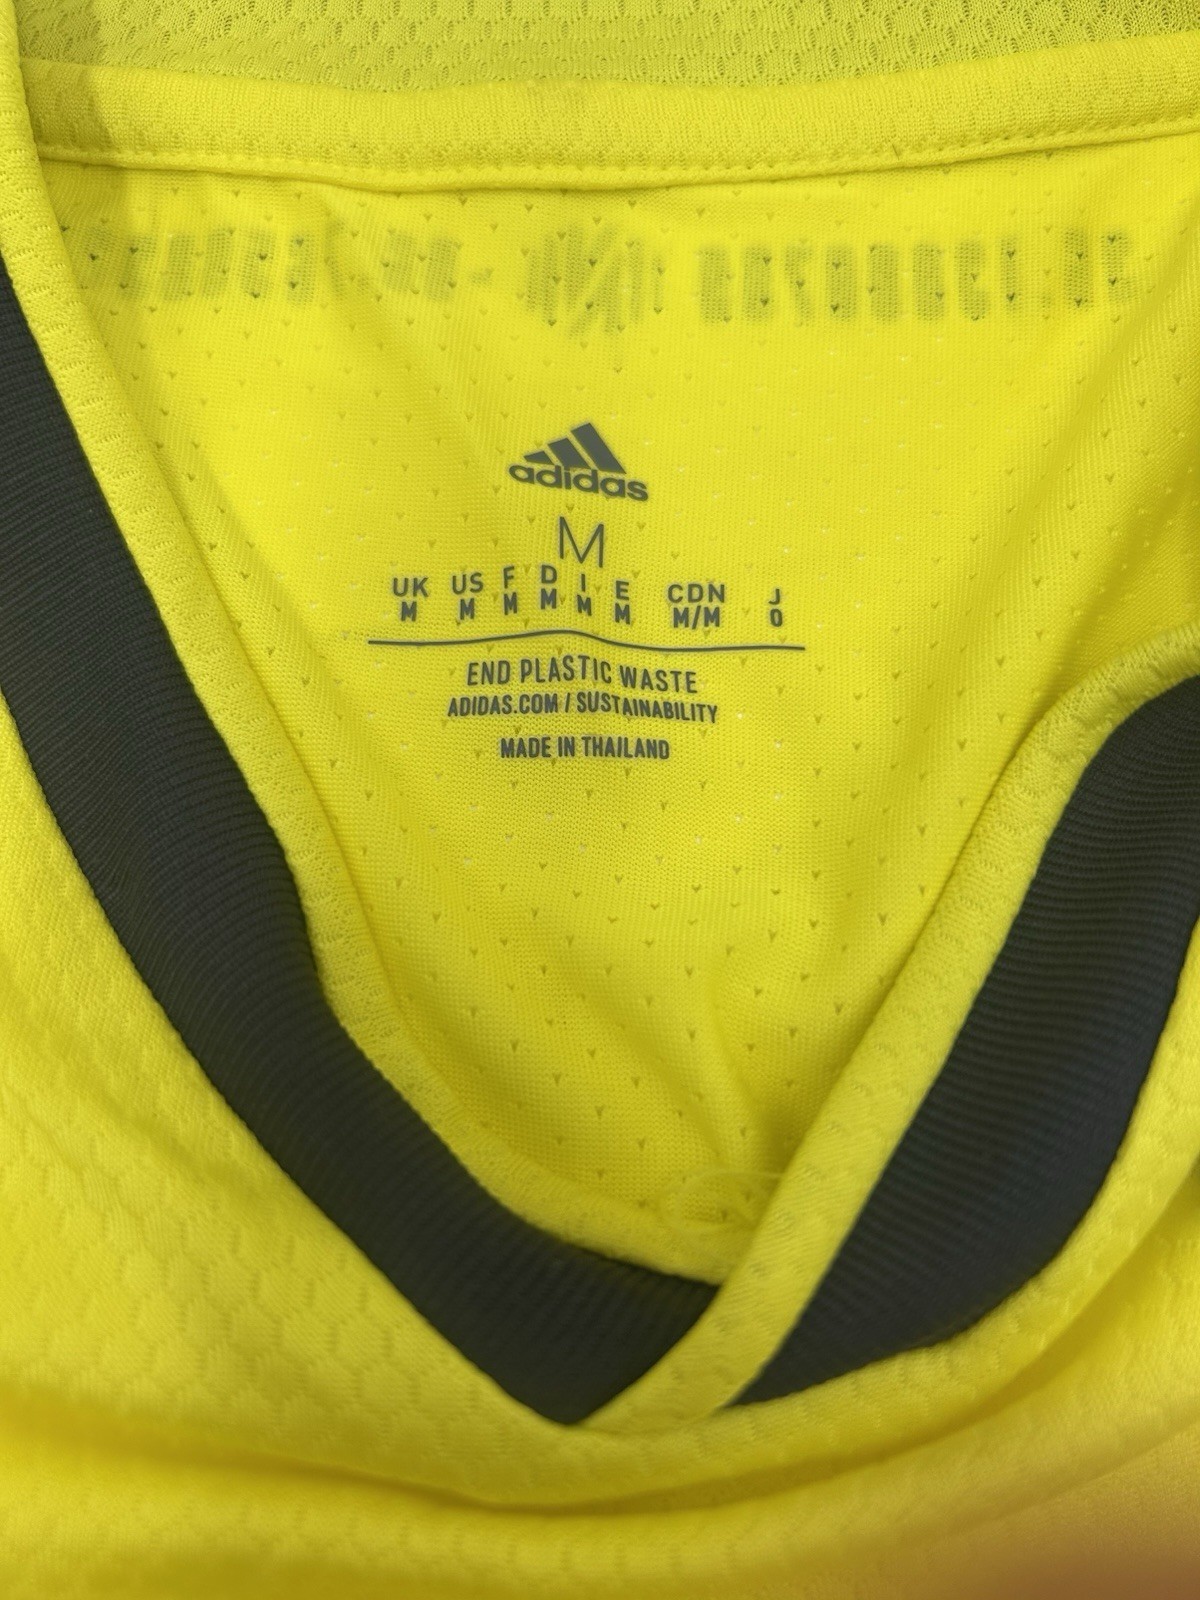 adidas
M
UK US F D I E CDN J
M M M M M M M/M O
END PLASTIC WASTE
ADIDAS.COM / SUSTAINABILITY
MADE IN THAILAND